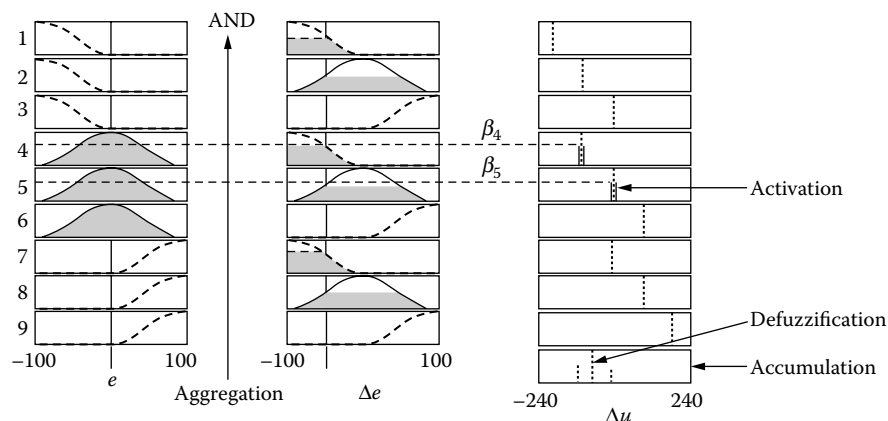 AND
1
2
3
4
β4
5
β5
Activation
6
7
8
Defuzzification
9
Accumulation
−100 100 −100 100
e Aggregation Δe
−240 240
Δu